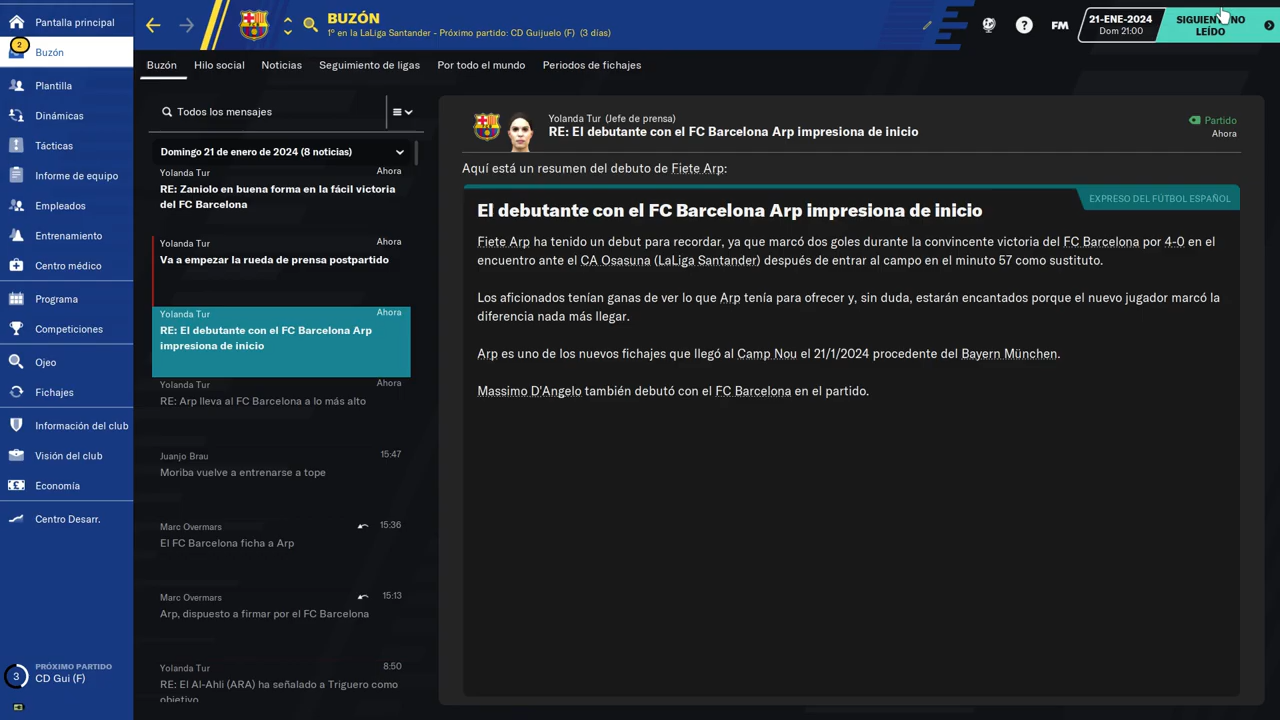 Pantalla principal
2
Buzón
Plantilla
Dinámicas
Tácticas
Informe de equipo
Empleados
Entrenamiento
Centro médico
Programa
Competiciones
Ojeo
Fichajes
Información del club
Visión del club
Economía
Centro Desarr.
3
PRÓXIMO PARTIDO
CD Gui (F)
BUZÓN
1º en la LaLiga Santander - Próximo partido: CD Guijuelo (F) (3 días)
?
FM
21-ENE-2024
Dom 21:00
NO
LEÍDO
Buzón
Hilo social
Noticias
Seguimiento de ligas
Por todo el mundo
Periodos de fichajes
Todos los mensajes
Domingo 21 de enero de 2024 (8 noticias)
Yolanda Tur Ahora
RE: Zaniolo en buena forma en la fácil victoria
del FC Barcelona
Yolanda Tur Ahora
Va a empezar la rueda de prensa postpartido
Yolanda Tur Ahora
RE: El debutante con el FC Barcelona Arp
impresiona de inicio
Yolanda Tur Ahora
RE: Arp lleva al FC Barcelona a lo más alto
Juanjo Brau 15:47
Moriba vuelve a entrenarse a tope
Marc Overmars 15:36
El FC Barcelona ficha a Arp
Marc Overmars 15:13
Arp, dispuesto a firmar por el FC Barcelona
Yolanda Tur 8:50
RE: El Al-Ahli (ARA) ha señalado a Triguero como
objetivo
Yolanda Tur (Jefe de prensa)
RE: El debutante con el FC Barcelona Arp impresiona de inicio
Partido
Ahora
Aquí está un resumen del debuto de Fiete Arp:
EXPRESO DEL FÚTBOL ESPAÑOL
El debutante con el FC Barcelona Arp impresiona de inicio
Fiete Arp ha tenido un debut para recordar, ya que marcó dos goles durante la convincente victoria del FC Barcelona por 4-0 en el
encuentro ante el CA Osasuna (LaLiga Santander) después de entrar al campo en el minuto 57 como sustituto.
Los aficionados tenían ganas de ver lo que Arp tenía para ofrecer y, sin duda, estarán encantados porque el nuevo jugador marcó la
diferencia nada más llegar.
Arp es uno de los nuevos fichajes que llegó al Camp Nou el 21/1/2024 procedente del Bayern München.
Massimo D'Angelo también debutó con el FC Barcelona en el partido.